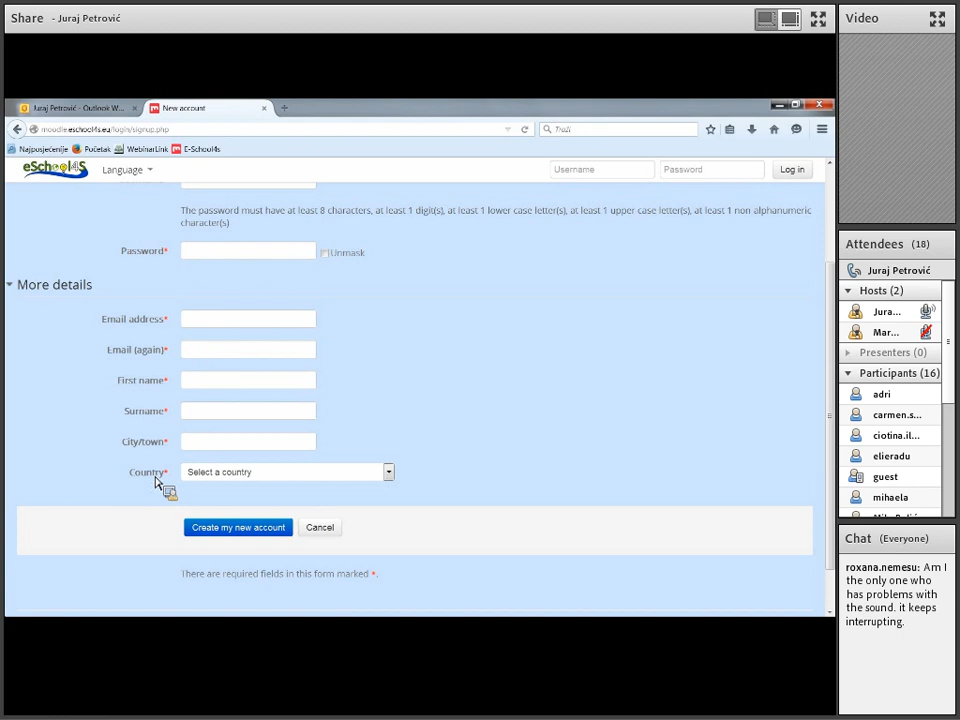 Share - Juraj Petrović
Video
Juraj Petrović - Outlook W...
New account
moudle.eschool4s.eu/login/signup.php
Traži
Najposjećenije
Početak
WebinarLink
E-School4s
eSchool4S
Language
Username
Password
Log in
The password must have at least 8 characters, at least 1 digit(s), at least 1 lower case letter(s), at least 1 upper case letter(s), at least 1 non alphanumeric
character(s)
Password*
Unmask
More details
Email address*
Email (again)*
First name*
Surname*
City/town*
Country*
Select a country
Create my new account
Cancel
There are required fields in this form marked *.
Attendees (18)
Juraj Petrović
Hosts (2)
Jura...
Mar...
Presenters (0)
Participants (16)
adri
carmen.s...
ciotina.il...
elieradu
guest
mihaela
Chat (Everyone)
roxana.nemesu: Am I
the only one who
has problems with
the sound. it keeps
interrupting.